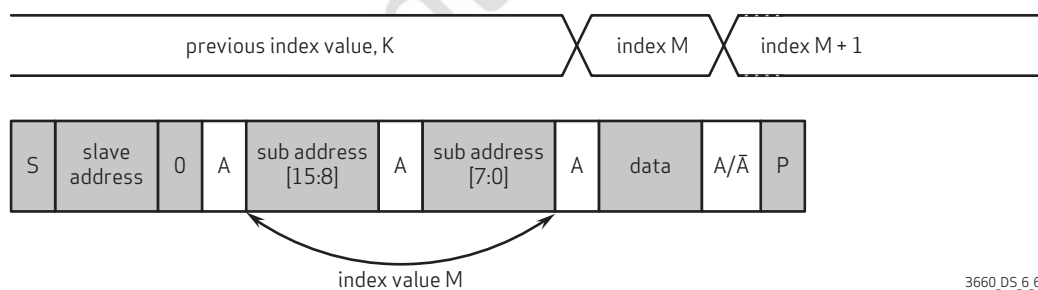 previous index value, K
index M
index M + 1
S
slave
address
0
A
sub address
[15:8]
A
sub address
[7:0]
A
data
A/Ā
P
index value M
3660_DS_6_6